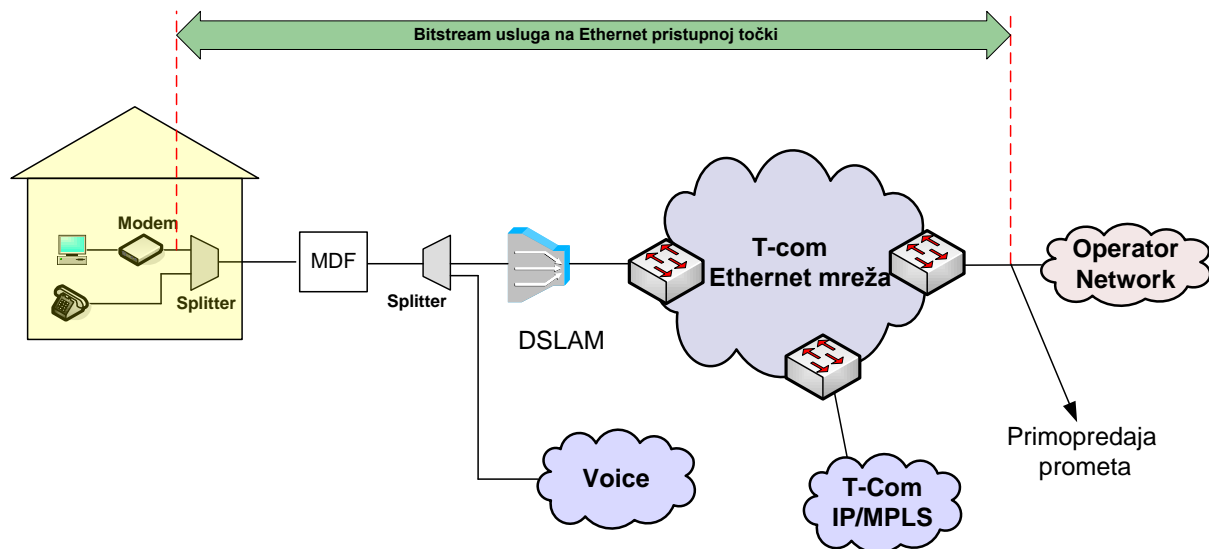 Bitstream usluga na Ethernet pristupnoj točki
Modem
Splitter
MDF
Splitter
DSLAM
T-com
Ethernet mreža
Operator
Network
Primopredaja
prometa
Voice
T-Com
IP/MPLS